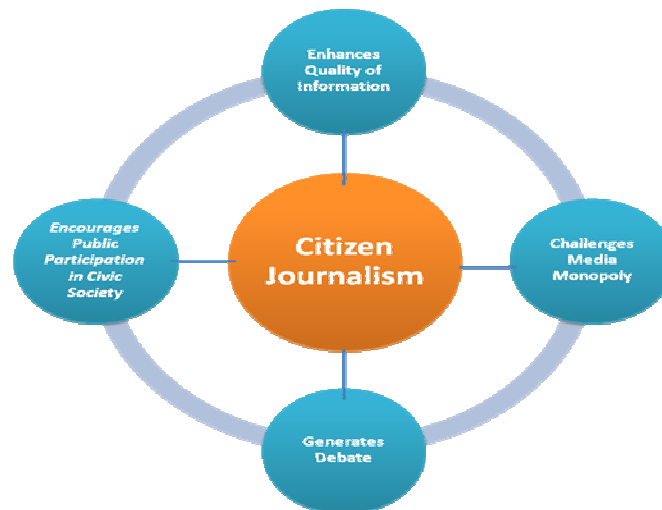 Enhances
Quality of
Information
Encourages
Public
Participation
in Civic
Society
Citizen
Journalism
Challenges
Media
Monopoly
Generates
Debate